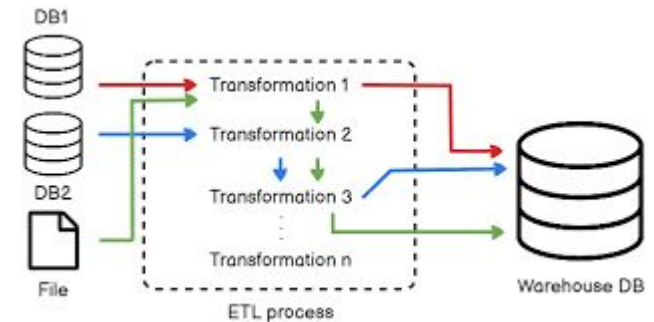 DB1
Transformation 1
Transformation 2
DB2
Transformation 3
Transformation n
File
Warehouse DB
ETL process